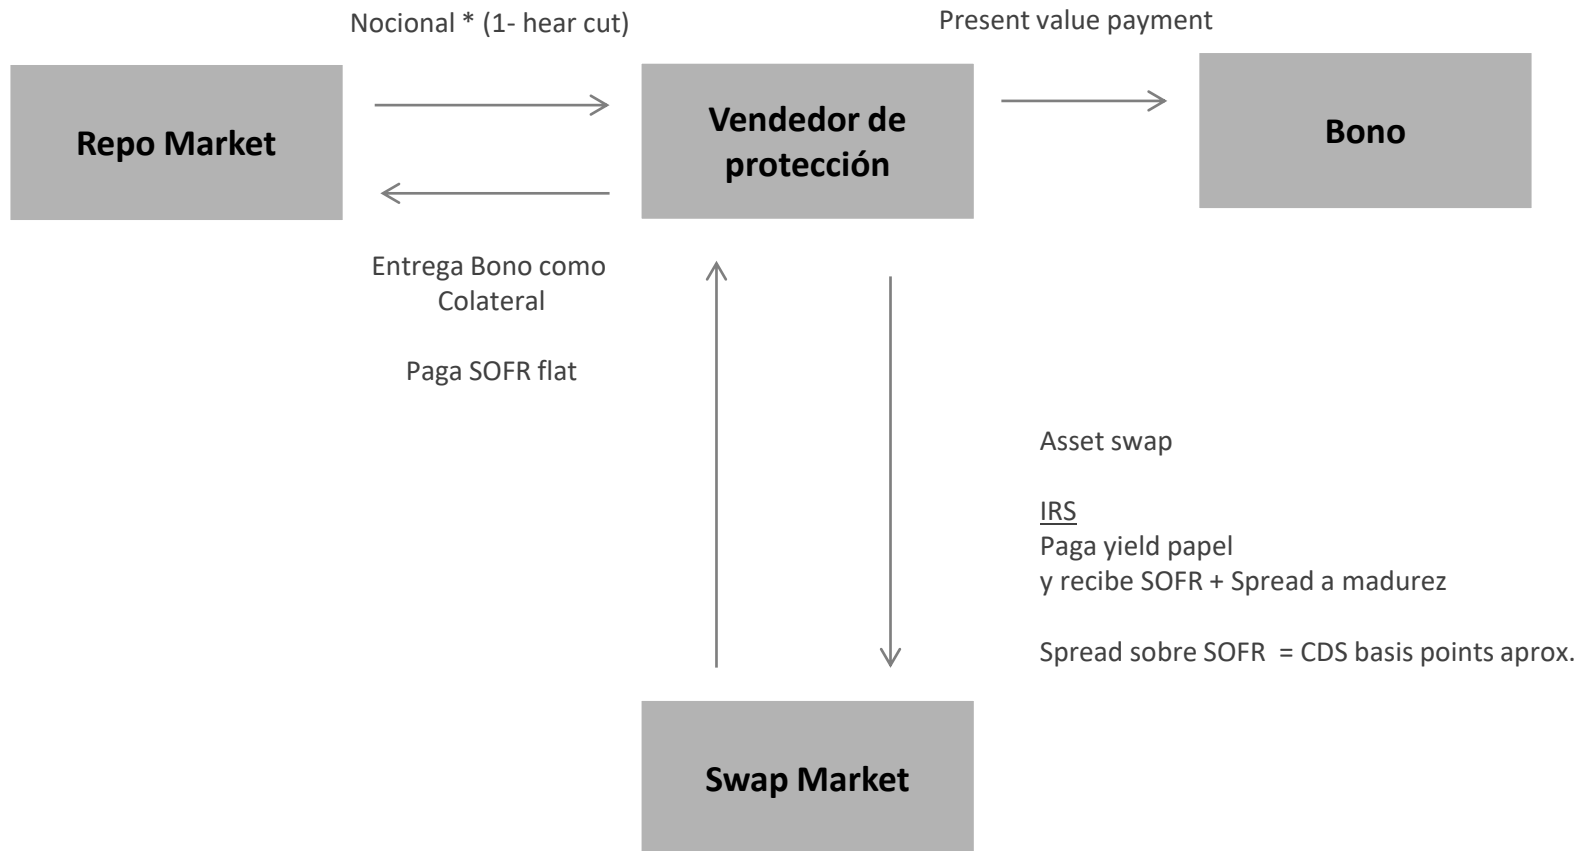 Nocional * (1- hear cut)
Present value payment
Repo Market
Vendedor de
protección
Bono
Entrega Bono como
Colateral
Paga SOFR flat
Asset swap
IRS
Paga yield papel
y recibe SOFR + Spread a madurez
Spread sobre SOFR = CDS basis points aprox.
Swap Market